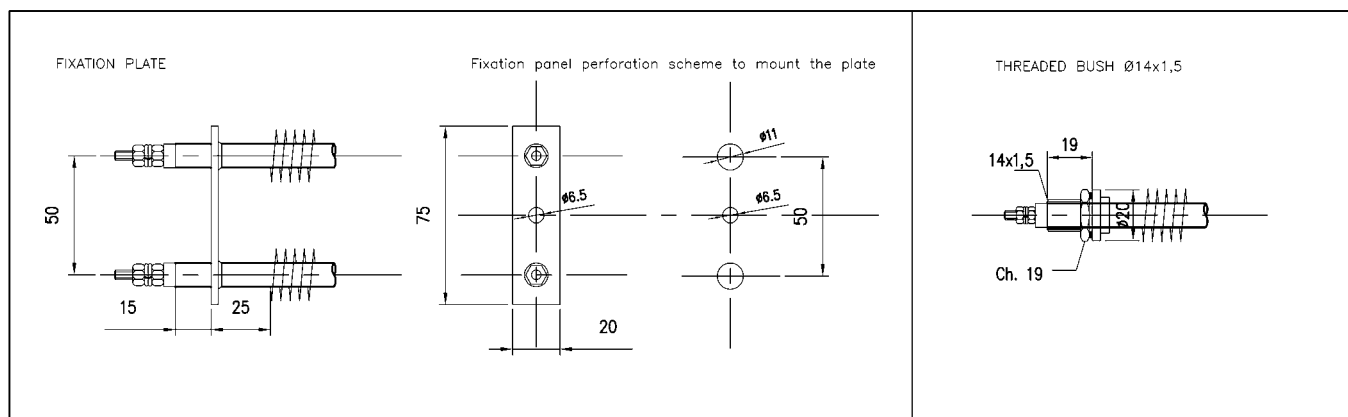 FIXATION PLATE
Fixation panel perforation scheme to mount the plate
THREADED BUSH Ø14x1,5
50
15
25
75
ø6.5
20
ø11
ø6.5
50
14x1,5
19
ø20
Ch. 19